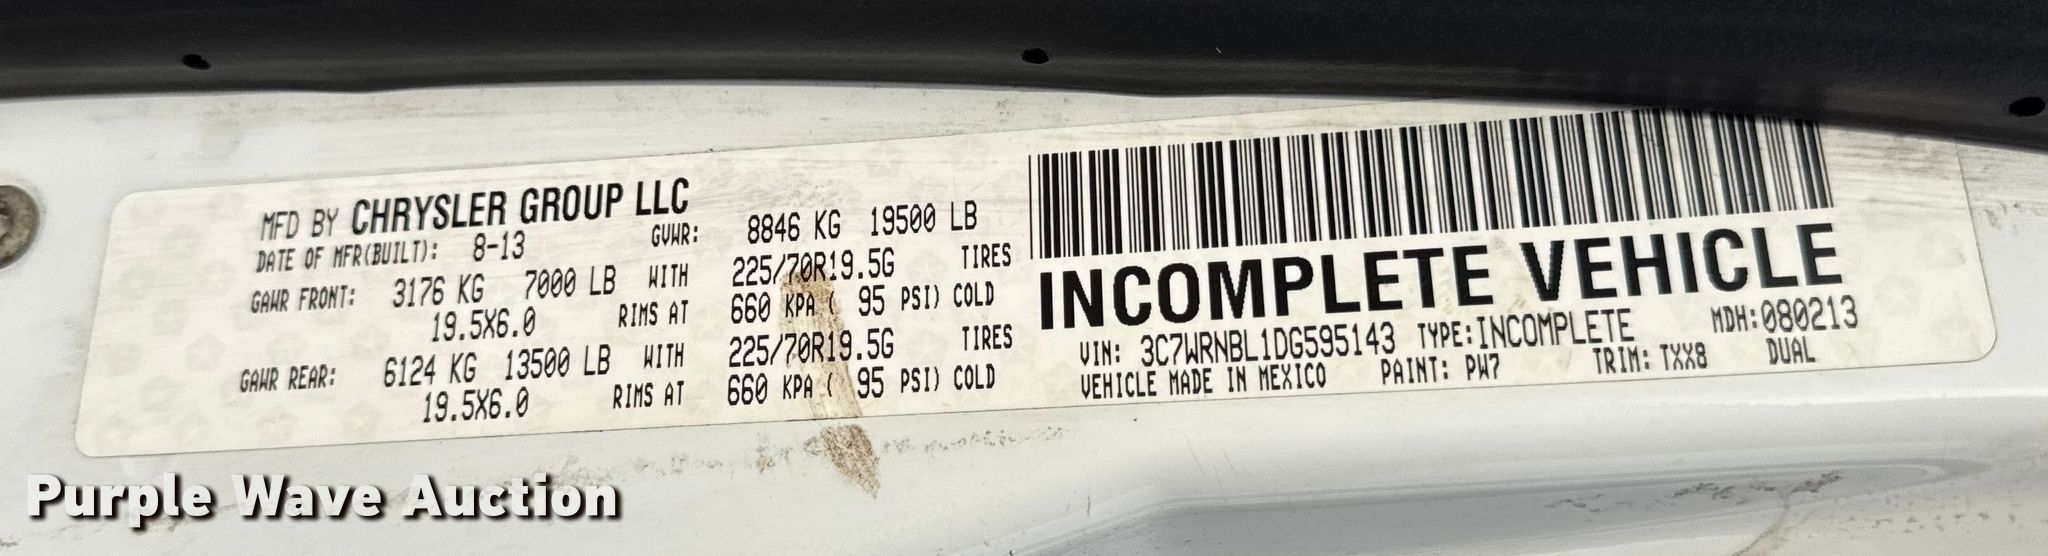 MFD BY CHRYSLER GROUP LLC
DATE OF MFR(BUILT): 8-13 GVWR: 8846 KG 19500 LB
GAWR FRONT: 3176 KG 7000 LB WITH 225/70R19.5G TIRES
19.5X6.0 RIMS AT 660 KPA ( 95 PSI) COLD
GAWR REAR: 6124 KG 13500 LB WITH 225/70R19.5G TIRES
19.5X6.0 RIMS AT 660 KPA ( 95 PSI) COLD
INCOMPLETE VEHICLE
VIN: 3C7WRNBL1DG595143 TYPE: INCOMPLETE MDH: 080213
VEHICLE MADE IN MEXICO PAINT: PW7 TRIM: TXX8 DUAL
Purple Wave Auction